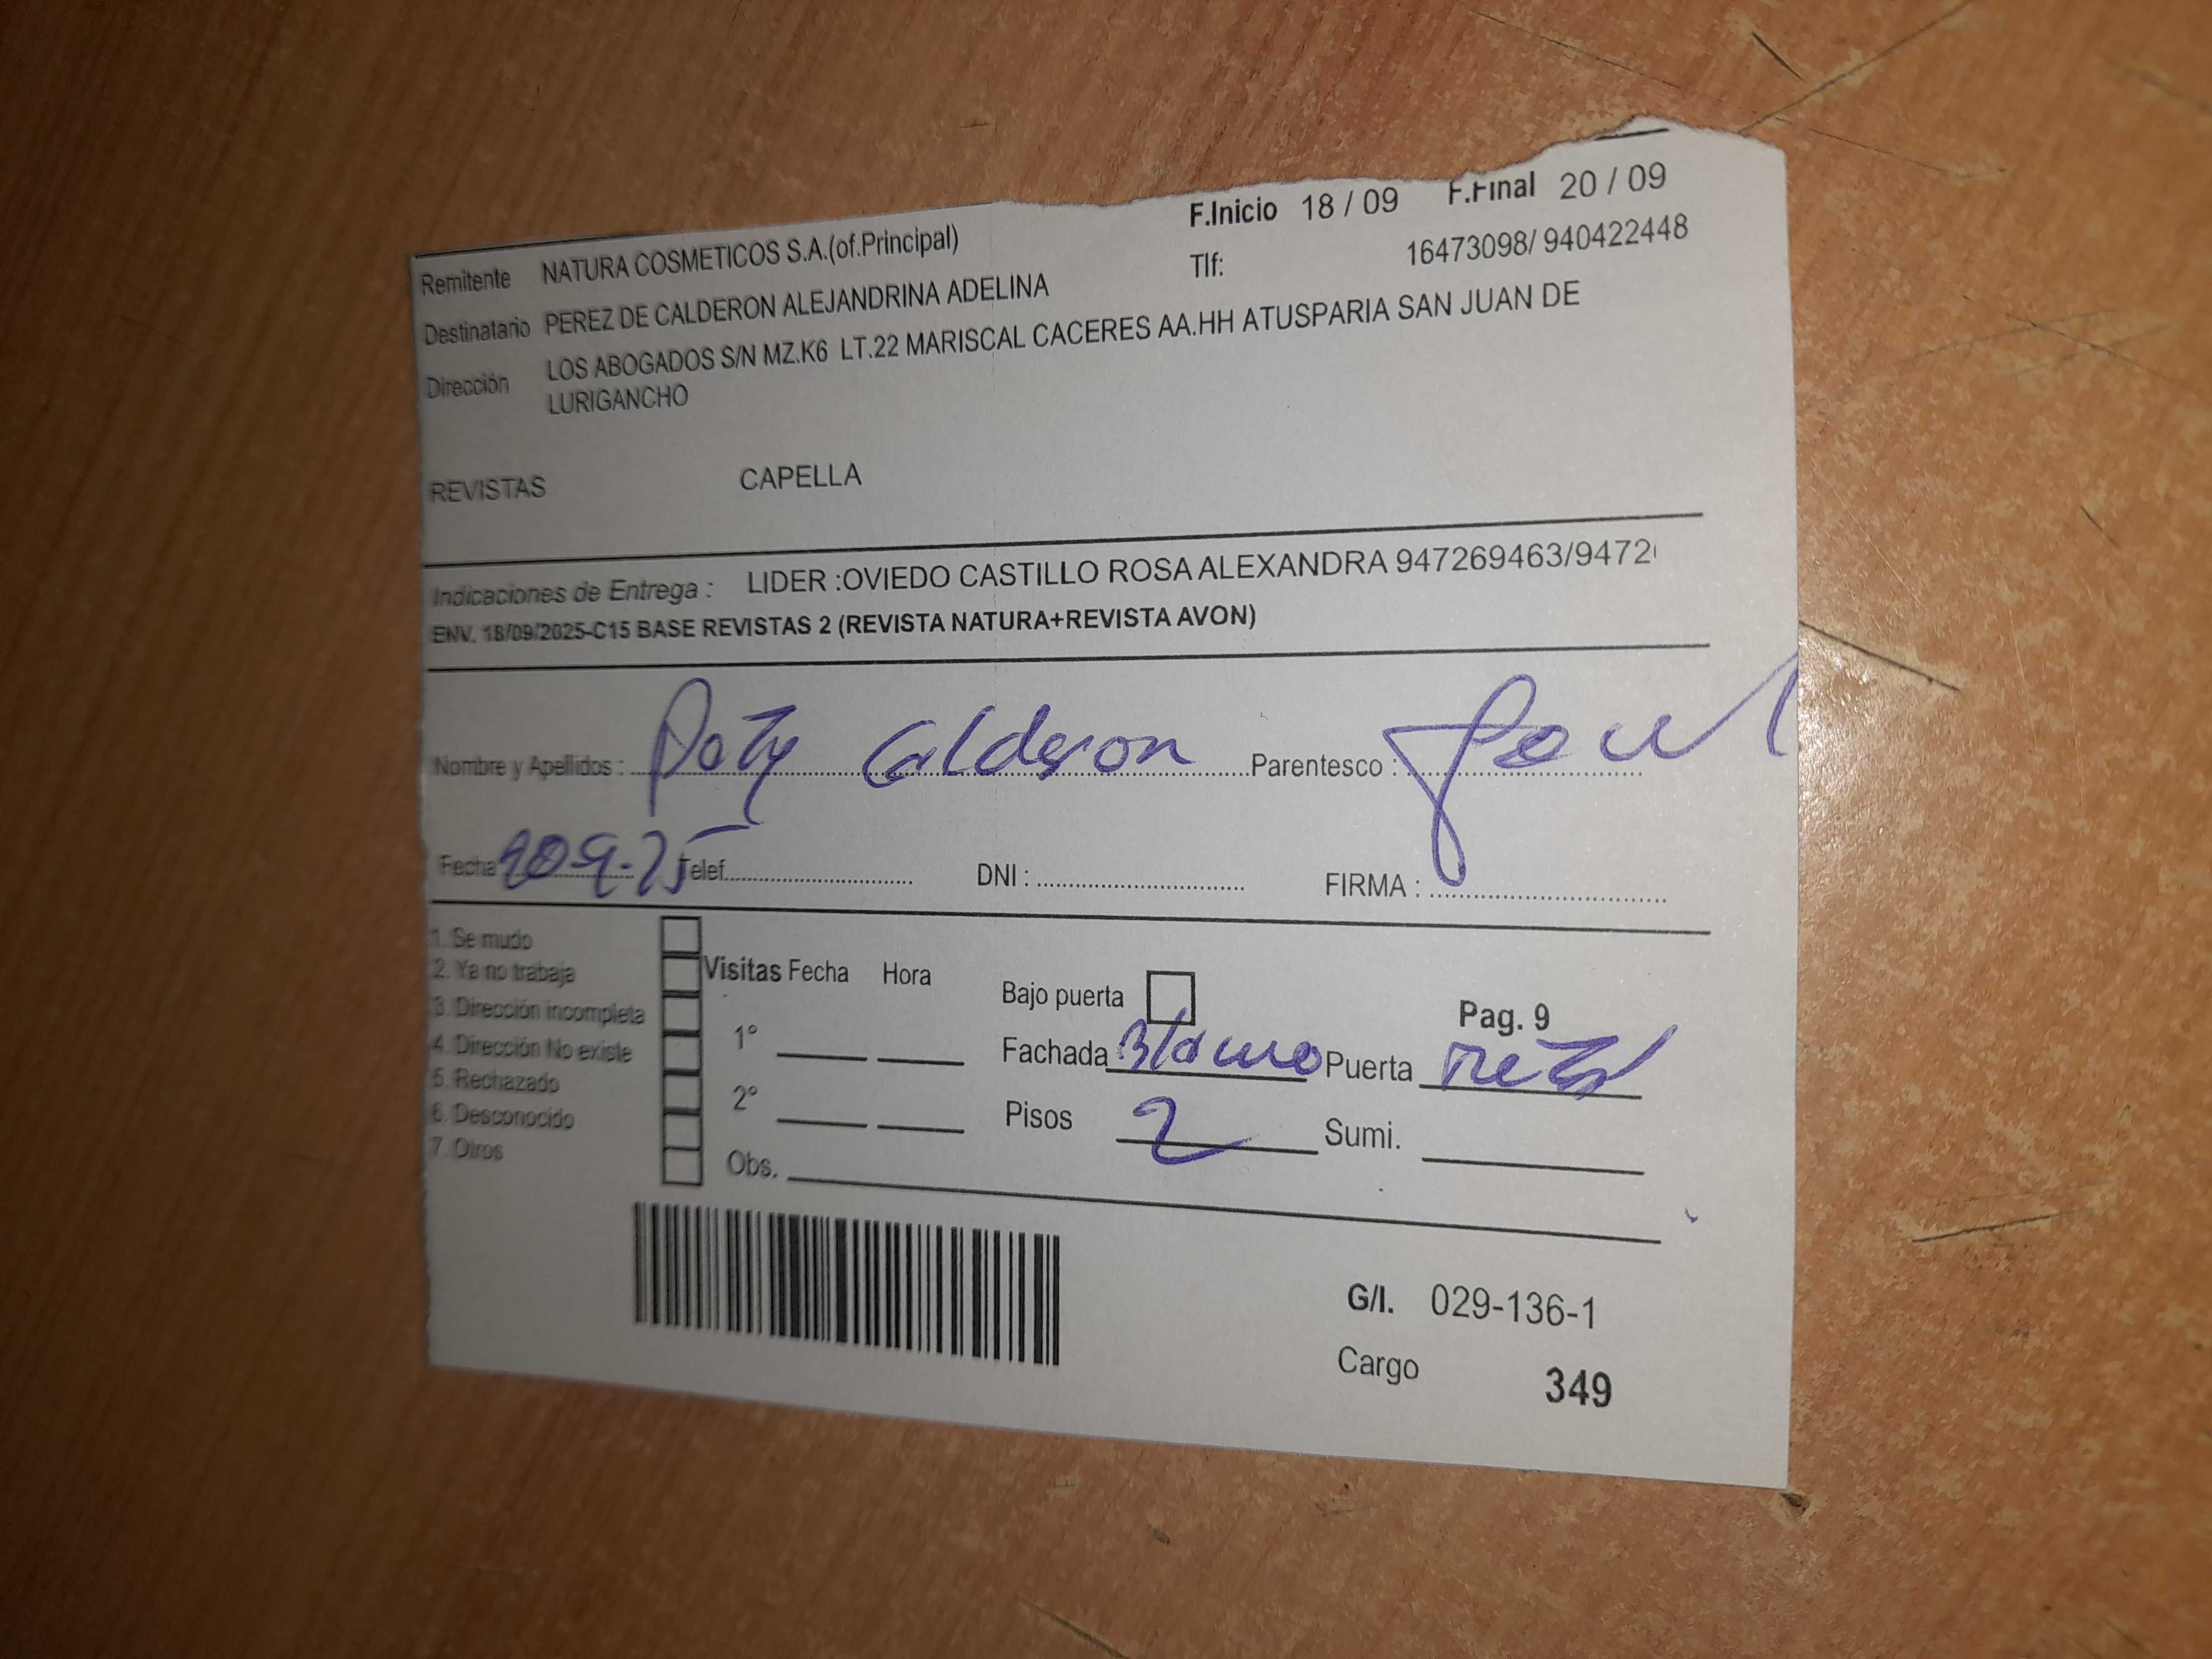 F.Inicio 18 / 09 F.Final 20 / 09
Remitente NATURA COSMETICOS S.A.(of.Principal)
Tlf: 16473098/ 940422448
Destinatario PEREZ DE CALDERON ALEJANDRINA ADELINA
Dirección LOS ABOGADOS S/N MZ.K6 LT.22 MARISCAL CACERES AA.HH ATUSPARIA SAN JUAN DE
LURIGANCHO
REVISTAS CAPELLA
Indicaciones de Entrega : LIDER :OVIEDO CASTILLO ROSA ALEXANDRA 947269463/9472
ENV. 18/09/2025-C15 BASE REVISTAS 2 (REVISTA NATURA+REVISTA AVON)
Nombre y Apellidos : Paty Calderon Parentesco :
Fecha Telef. DNI : FIRMA :
1. Se mudo
2. Ya no trabaja
3. Dirección incompleta
4. Dirección No existe
5. Rechazado
6. Desconocido
7. Otros
Visitas Fecha Hora
1°
2°
Obs.
Bajo puerta
Pag. 9
Fachada Blanco Puerta Metal
Pisos 2 Sumi.
G/I. 029-136-1
Cargo 349